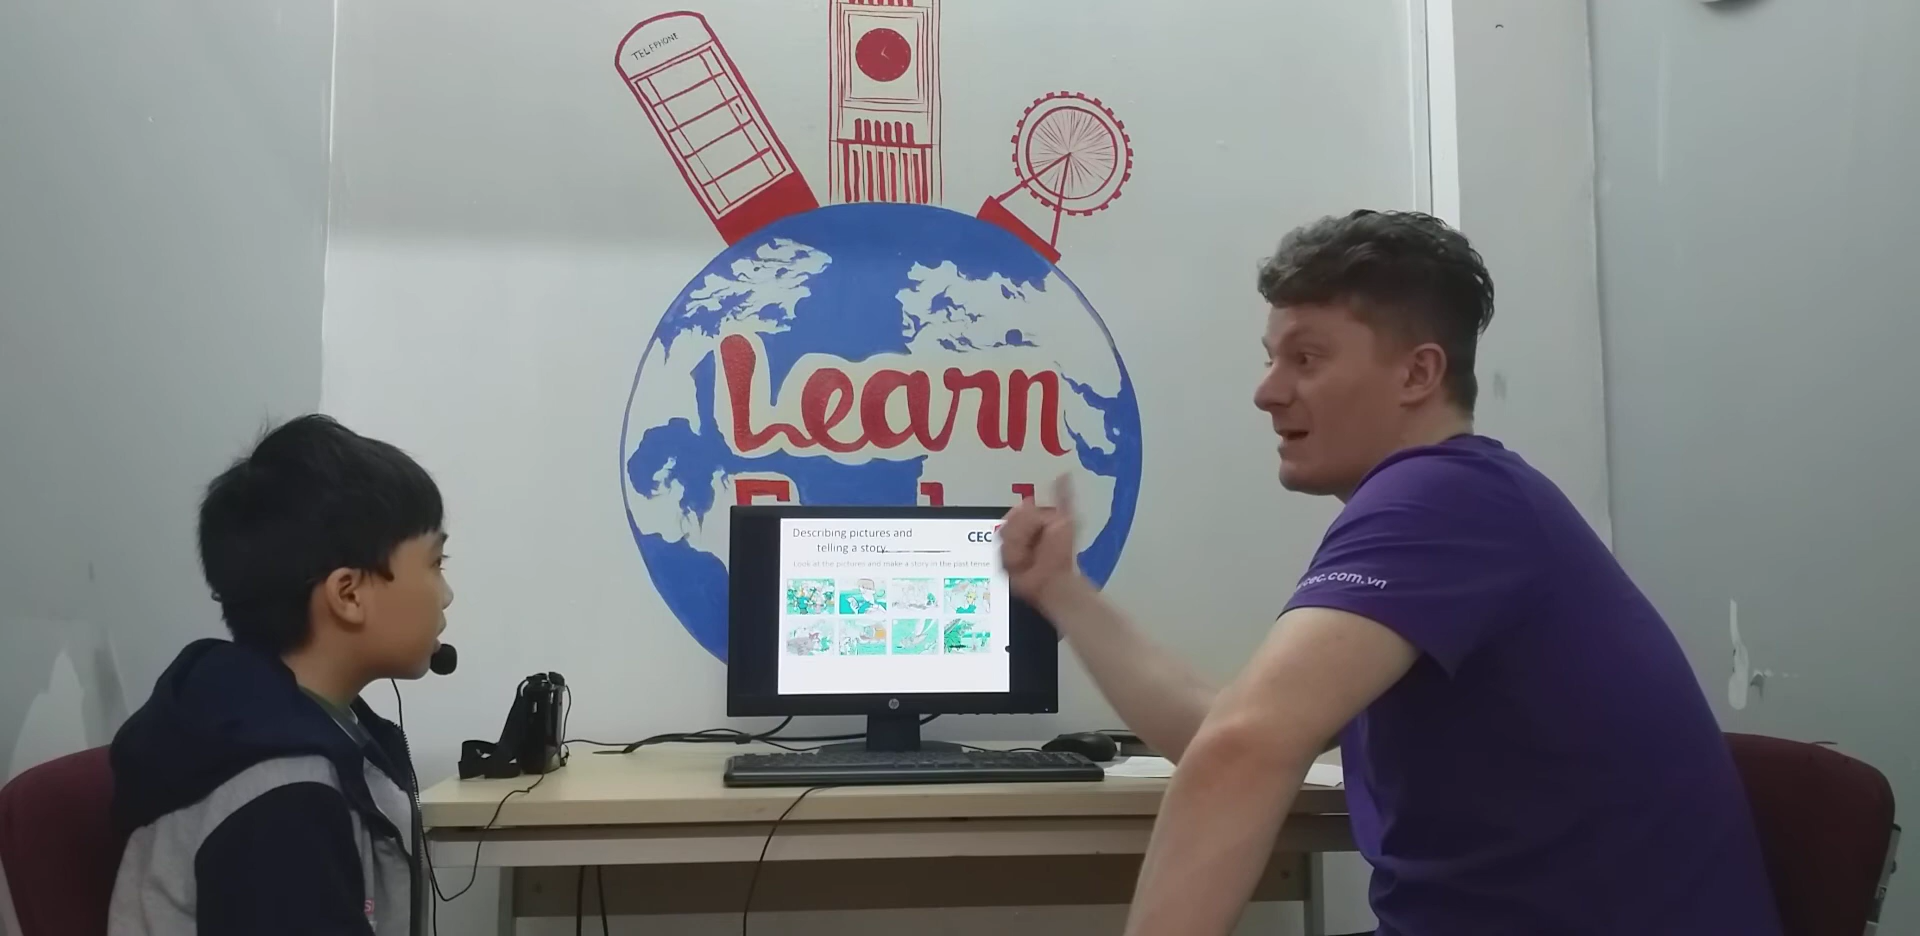 TELEPHONE
Learn
Describing pictures and
telling a story
CEC
Look at the pictures and make a story in the past tense
cec.com.vn
hp